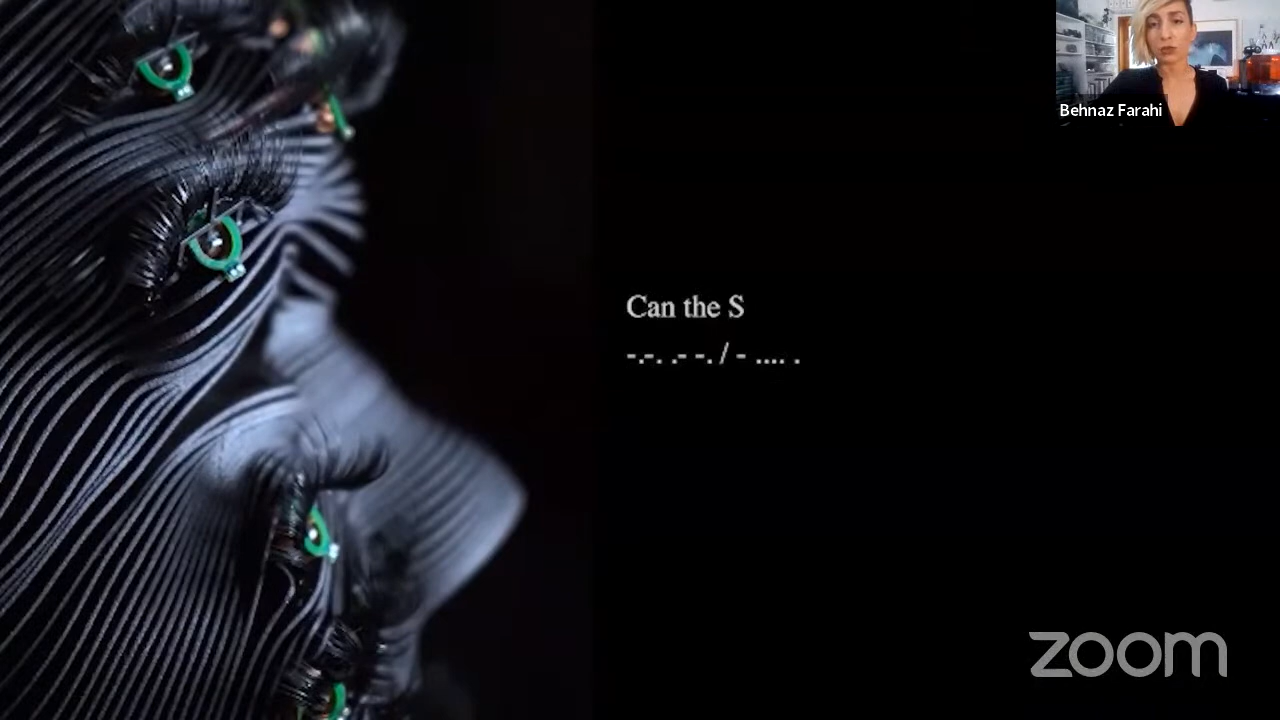 Behnaz Farahi
Can the S
-.-. .- -. / - .... .
zoom